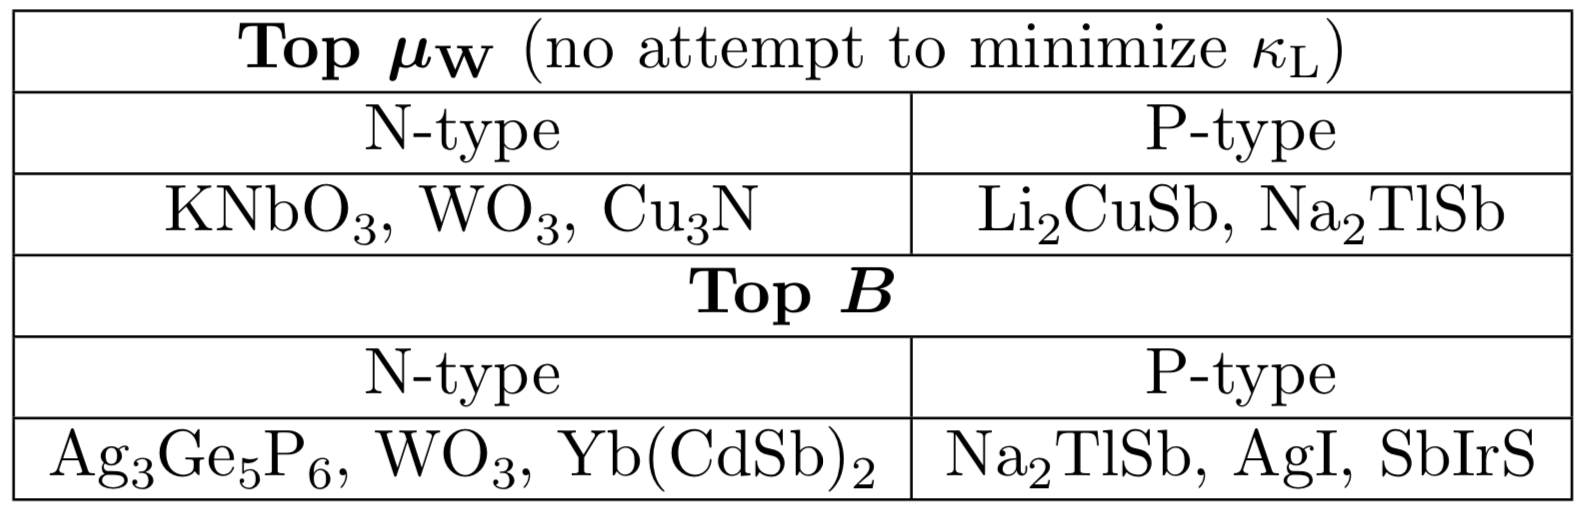 Top μW (no attempt to minimize κL)
N-type P-type
KNbO3, WO3, Cu3N Li2CuSb, Na2TlSb
Top B
N-type P-type
Ag3Ge5P6, WO3, Yb(CdSb)2 Na2TlSb, AgI, SbIrS